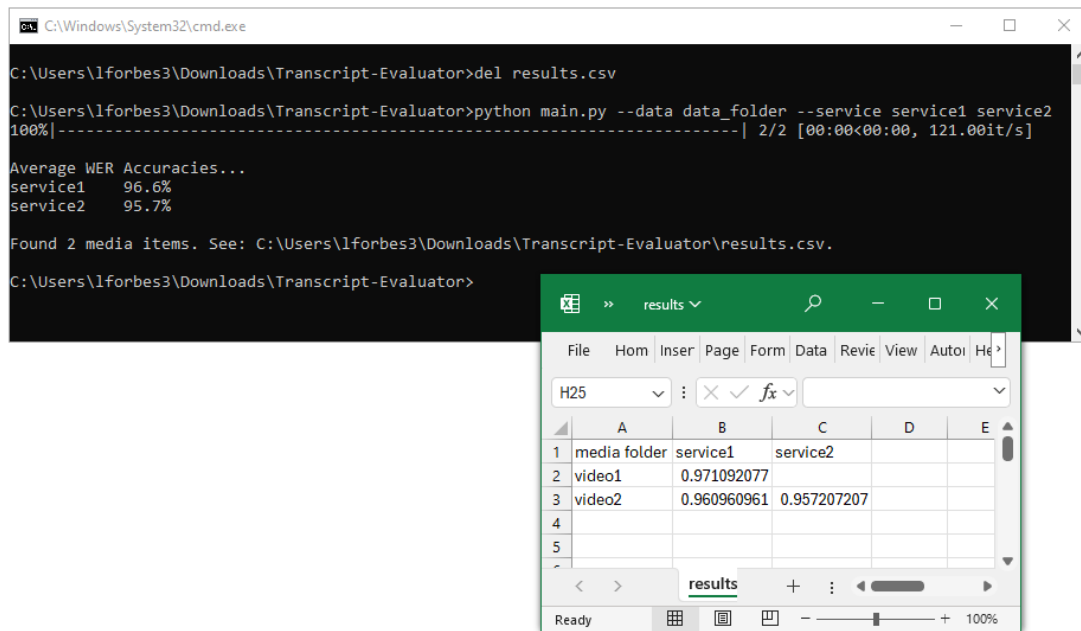 C:\Windows\System32\cmd.exe
C:\Users\lforbes3\Downloads\Transcript-Evaluator>del results.csv
C:\Users\lforbes3\Downloads\Transcript-Evaluator>python main.py --data data_folder --service service1 service2
100%|------------------------------------------------------------------------| 2/2 [00:00<00:00, 121.00it/s]
Average WER Accuracies...
service1 96.6%
service2 95.7%
Found 2 media items. See: C:\Users\lforbes3\Downloads\Transcript-Evaluator\results.csv.
C:\Users\lforbes3\Downloads\Transcript-Evaluator>
results
File Hom Inser Page Form Data Revie View Autor He
H25 fx
A B C D E
1 media folder service1 service2
2 video1 0.971092077
3 video2 0.960960961 0.957207207
4
5
results
Ready 100%